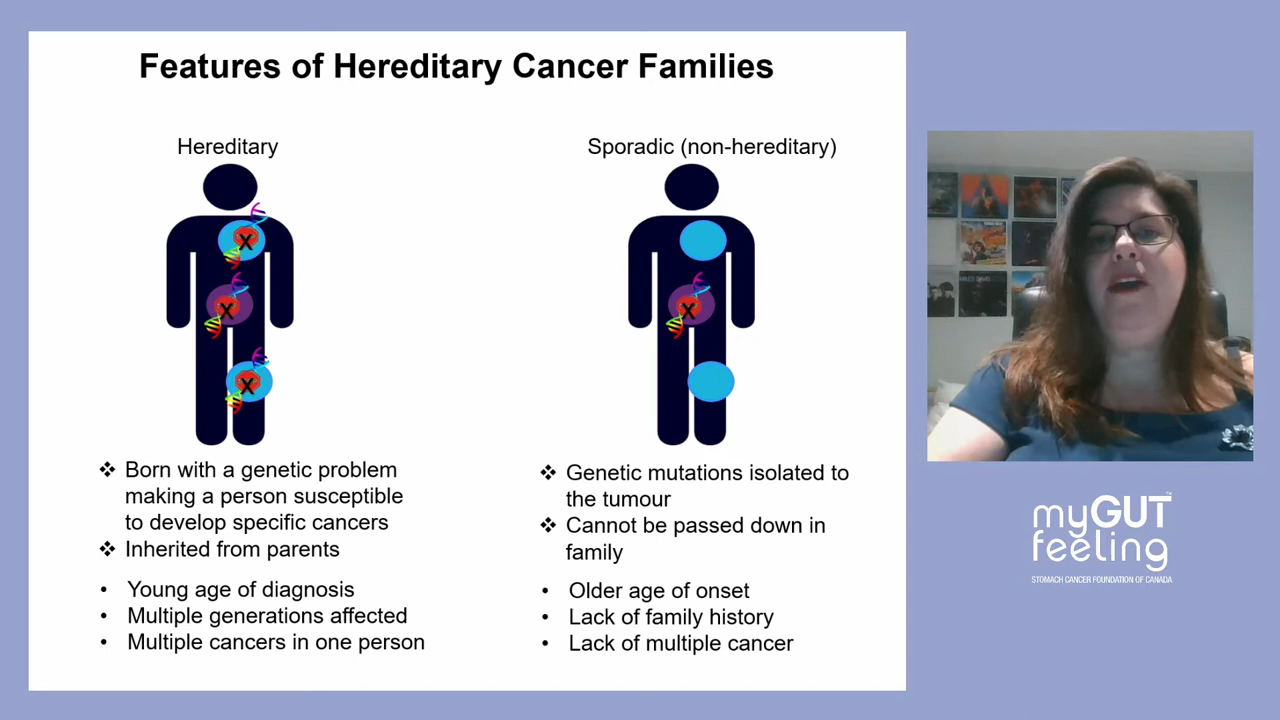 Features of Hereditary Cancer Families
Hereditary
X
X
X
❖ Born with a genetic problem
making a person susceptible
to develop specific cancers
❖ Inherited from parents
• Young age of diagnosis
• Multiple generations affected
• Multiple cancers in one person
Sporadic (non-hereditary)
X
❖ Genetic mutations isolated to
the tumour
❖ Cannot be passed down in
family
• Older age of onset
• Lack of family history
• Lack of multiple cancer
myGUT™
feeling
STOMACH CANCER FOUNDATION OF CANADA